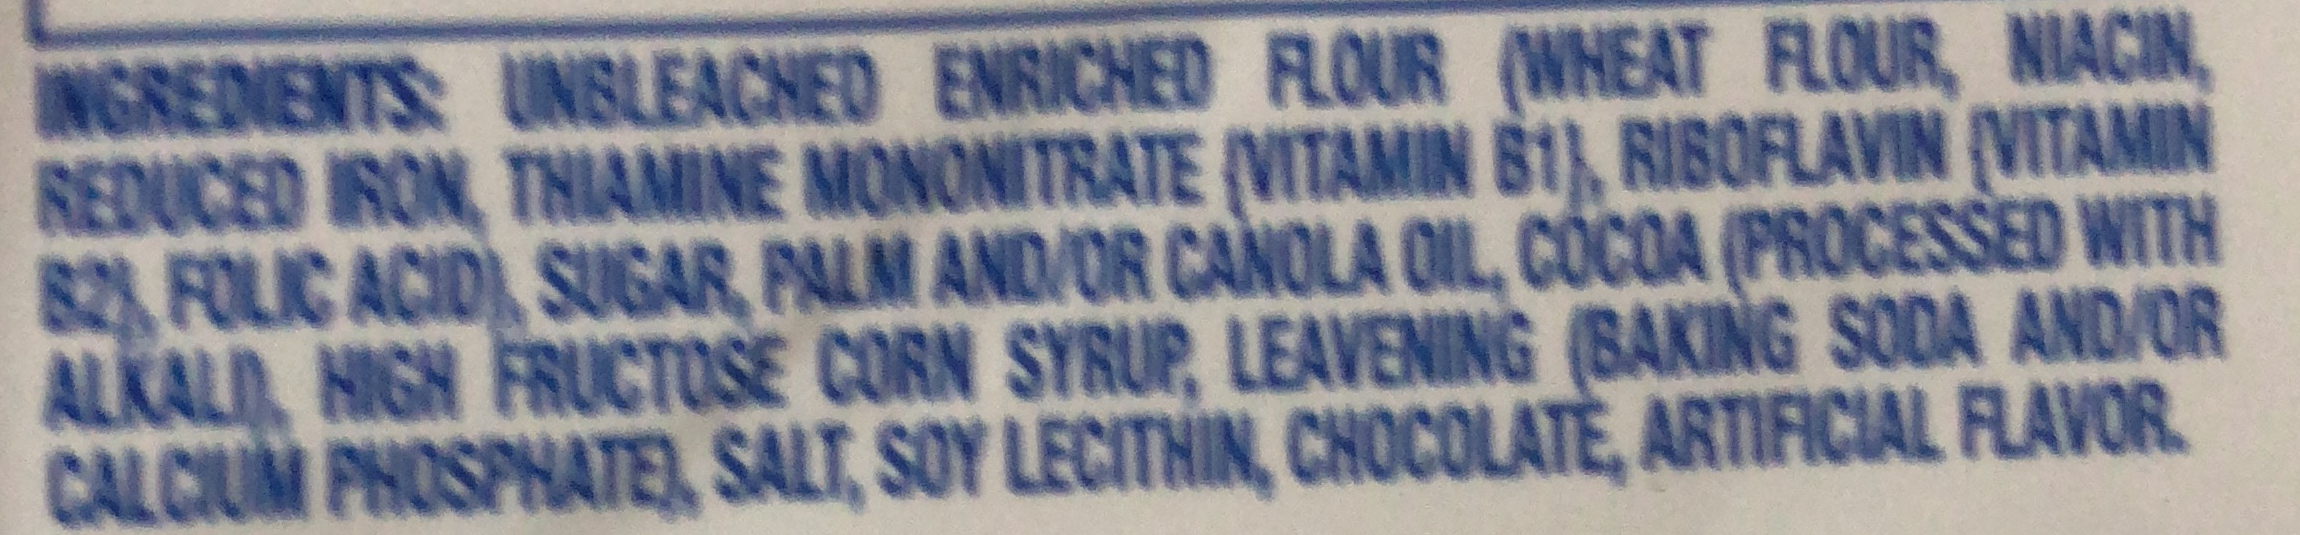 INGREDIENTS: UNBLEACHED ENRICHED FLOUR (WHEAT FLOUR, NIACIN,
REDUCED IRON, THIAMINE MONONITRATE {VITAMIN B1}, RIBOFLAVIN {VITAMIN
B2}, FOLIC ACID), SUGAR, PALM AND/OR CANOLA OIL, COCOA (PROCESSED WITH
ALKALI), HIGH FRUCTOSE CORN SYRUP, LEAVENING (BAKING SODA AND/OR
CALCIUM PHOSPHATE), SALT, SOY LECITHIN, CHOCOLATE, ARTIFICIAL FLAVOR.